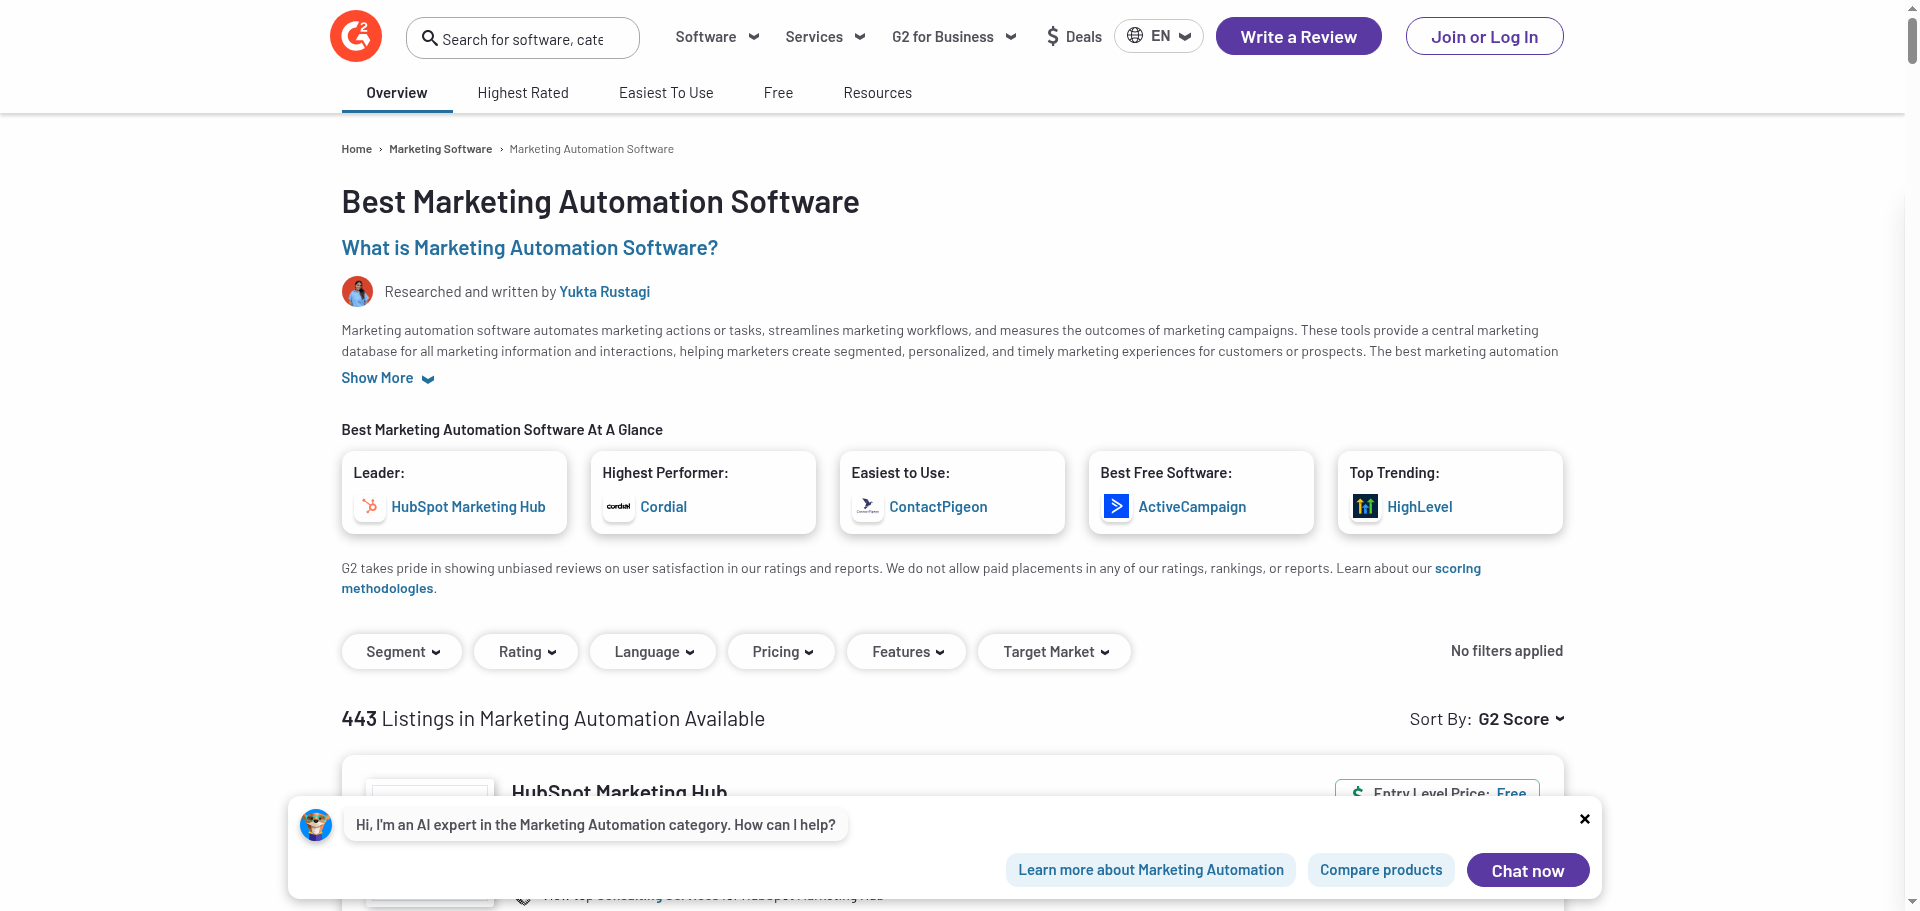 G2
Search for software, cate
Software
Services
G2 for Business
$ Deals
EN
Write a Review
Join or Log In
Overview
Highest Rated
Easiest To Use
Free
Resources
Home › Marketing Software › Marketing Automation Software
Best Marketing Automation Software
What is Marketing Automation Software?
Researched and written by Yukta Rustagi
Marketing automation software automates marketing actions or tasks, streamlines marketing workflows, and measures the outcomes of marketing campaigns. These tools provide a central marketing
database for all marketing information and interactions, helping marketers create segmented, personalized, and timely marketing experiences for customers or prospects. The best marketing automation
Show More
Best Marketing Automation Software At A Glance
Leader:
HubSpot Marketing Hub
Highest Performer:
cordial
Cordial
Easiest to Use:
ContactPigeon
Best Free Software:
ActiveCampaign
Top Trending:
HighLevel
G2 takes pride in showing unbiased reviews on user satisfaction in our ratings and reports. We do not allow paid placements in any of our ratings, rankings, or reports. Learn about our scoring
methodologies.
Segment
Rating
Language
Pricing
Features
Target Market
No filters applied
443 Listings in Marketing Automation Available
Sort By: G2 Score
HubSpot Marketing Hub
$ Entry Level Price: Free
Hi, I'm an AI expert in the Marketing Automation category. How can I help?
Learn more about Marketing Automation
Compare products
Chat now